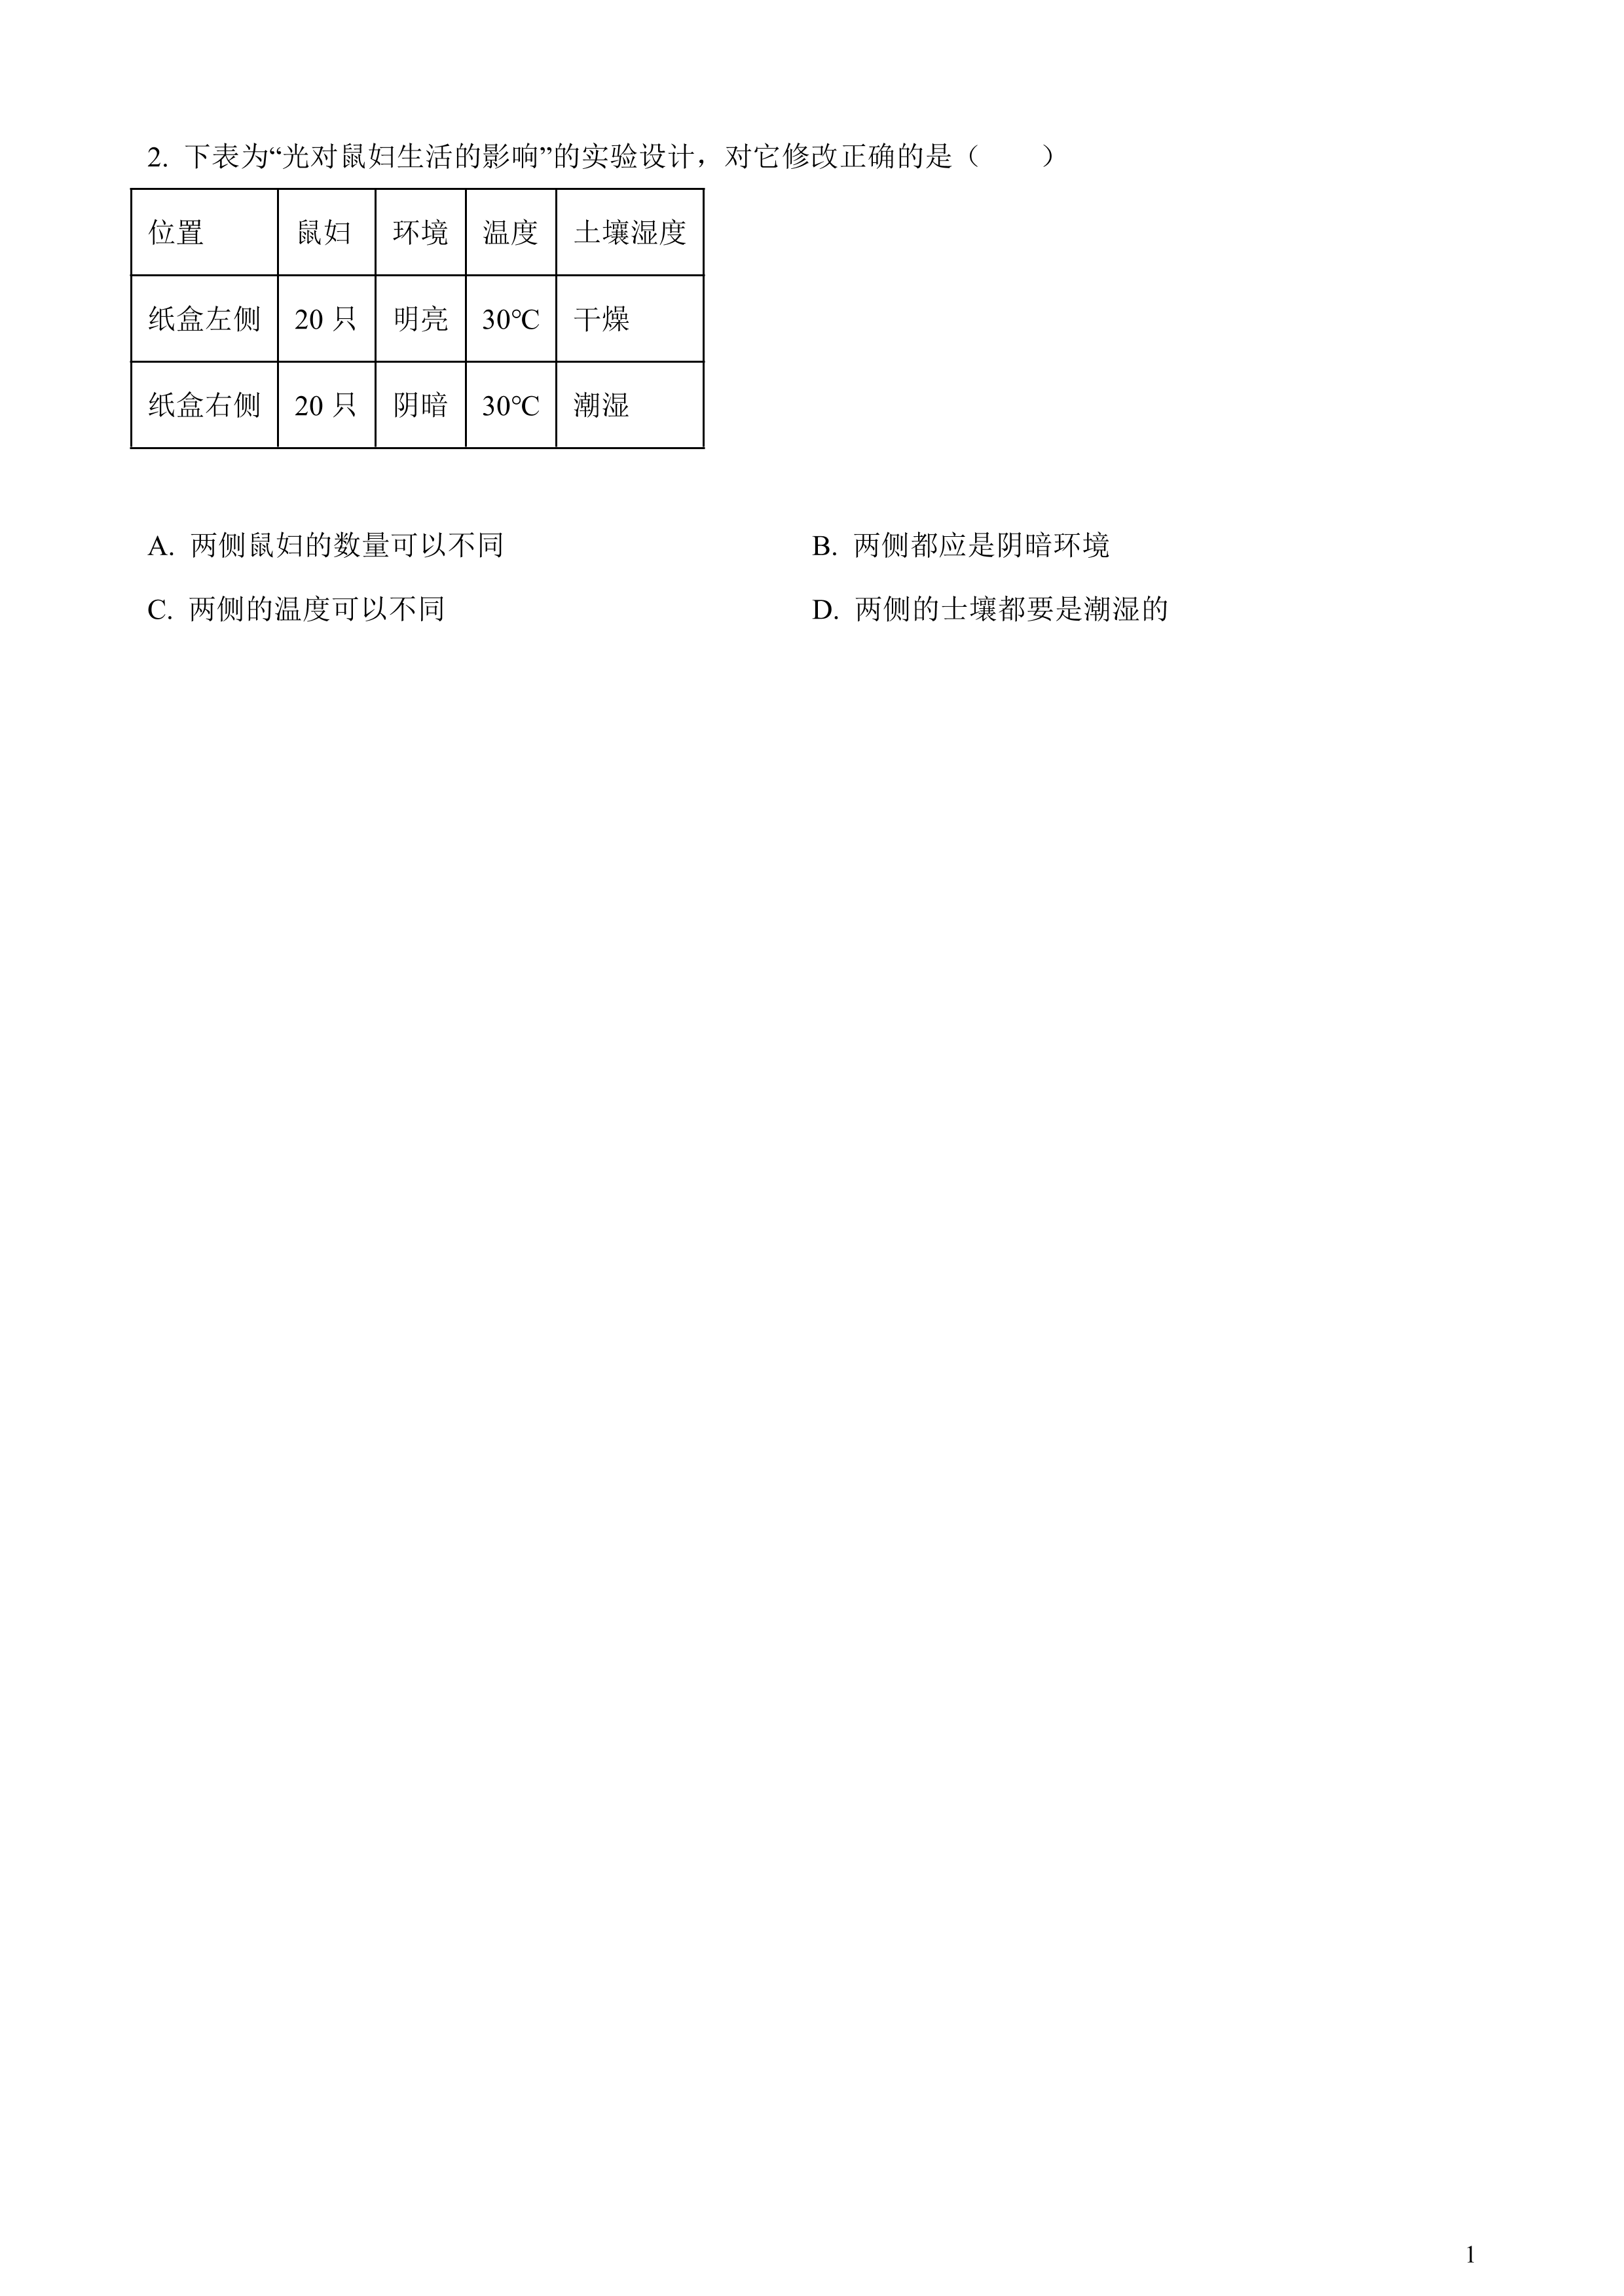 2. 下表为“光对鼠妇生活的影响”的实验设计，对它修改正确的是（　　）
位置 鼠妇 环境 温度 土壤湿度
纸盒左侧 20 只 明亮 30℃ 干燥
纸盒右侧 20 只 阴暗 30℃ 潮湿
A. 两侧鼠妇的数量可以不同 B. 两侧都应是阴暗环境
C. 两侧的温度可以不同 D. 两侧的土壤都要是潮湿的
1